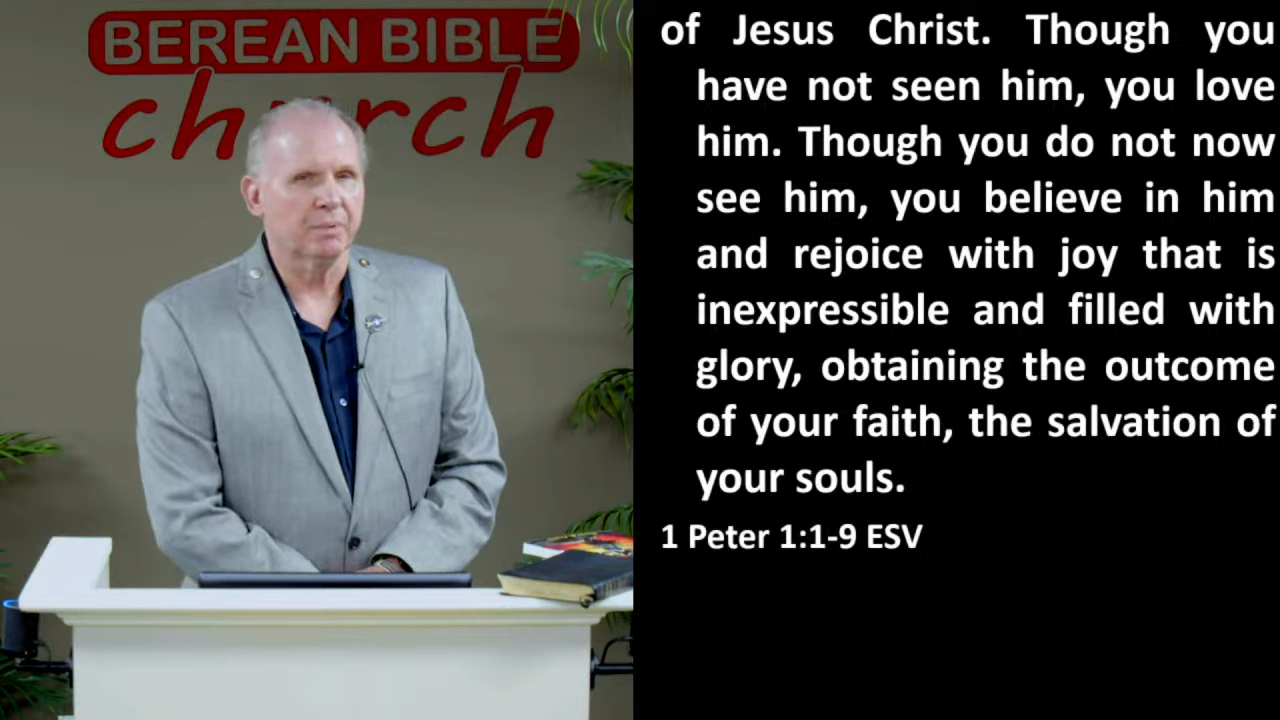 BEREAN BIBLE
church
of Jesus Christ. Though you
have not seen him, you love
him. Though you do not now
see him, you believe in him
and rejoice with joy that is
inexpressible and filled with
glory, obtaining the outcome
of your faith, the salvation of
your souls.
1 Peter 1:1-9 ESV